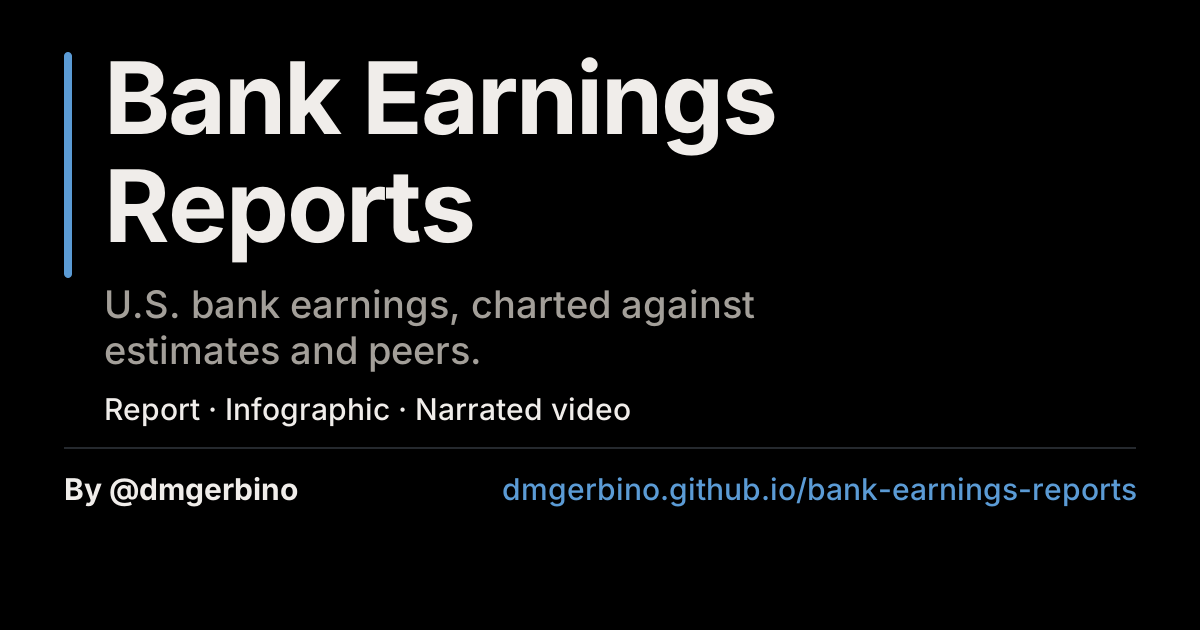 Bank Earnings
Reports
U.S. bank earnings, charted against
estimates and peers.
Report · Infographic · Narrated video
By @dmgerbino
dmgerbino.github.io/bank-earnings-reports